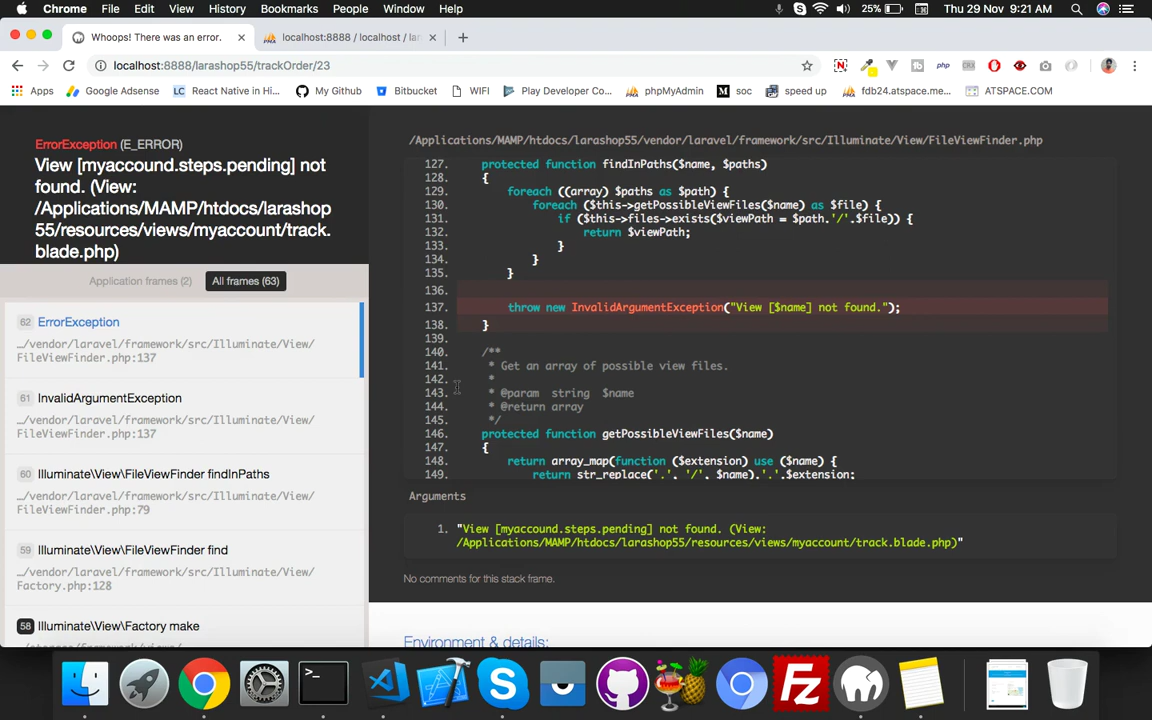 Chrome File Edit View History Bookmarks People Window Help 25% Thu 29 Nov 9:21 AM
Whoops! There was an error. localhost:8888 / localhost / lar
localhost:8888/larashop55/trackOrder/23
Apps Google Adsense React Native in Hi... My Github Bitbucket WIFI Play Developer Co... phpMyAdmin soc speed up fdb24.atspace.me... ATSPACE.COM
ErrorException (E_ERROR)
View [myaccound.steps.pending] not
found. (View:
/Applications/MAMP/htdocs/larashop
55/resources/views/myaccount/track.
blade.php)
Application frames (2) All frames (63)
62 ErrorException
…/vendor/laravel/framework/src/Illuminate/View/
FileViewFinder.php:137
61 InvalidArgumentException
…/vendor/laravel/framework/src/Illuminate/View/
FileViewFinder.php:137
60 Illuminate\View\FileViewFinder findInPaths
…/vendor/laravel/framework/src/Illuminate/View/
FileViewFinder.php:79
59 Illuminate\View\FileViewFinder find
…/vendor/laravel/framework/src/Illuminate/View/
Factory.php:128
58 Illuminate\View\Factory make
/Applications/MAMP/htdocs/larashop55/vendor/laravel/framework/src/Illuminate/View/FileViewFinder.php
127. protected function findInPaths($name, $paths)
128. {
129. foreach ((array) $paths as $path) {
130. foreach ($this->getPossibleViewFiles($name) as $file) {
131. if ($this->files->exists($viewPath = $path.'/'.$file)) {
132. return $viewPath;
133. }
134. }
135. }
136.
137. throw new InvalidArgumentException("View [$name] not found.");
138. }
139.
140. /**
141. * Get an array of possible view files.
142. *
143. * @param string $name
144. * @return array
145. */
146. protected function getPossibleViewFiles($name)
147. {
148. return array_map(function ($extension) use ($name) {
149. return str_replace('.', '/', $name).'.'.$extension;
Arguments
1. "View [myaccound.steps.pending] not found. (View:
/Applications/MAMP/htdocs/larashop55/resources/views/myaccount/track.blade.php)"
No comments for this stack frame.
Environment & details: